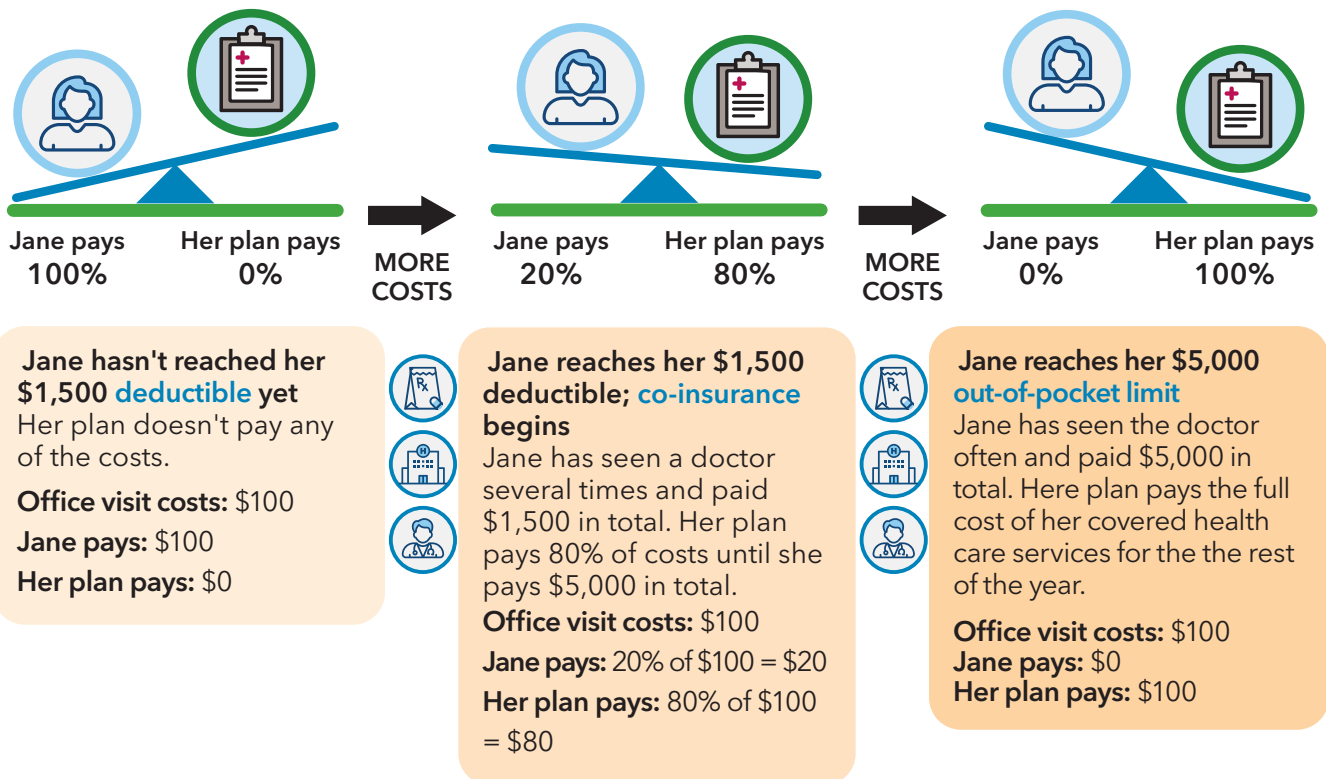 Jane pays
100%
Her plan pays
0%
MORE
COSTS
Jane pays
20%
Her plan pays
80%
MORE
COSTS
Jane pays
0%
Her plan pays
100%
Jane hasn't reached her
$1,500 deductible yet
Her plan doesn't pay any
of the costs.
Office visit costs: $100
Jane pays: $100
Her plan pays: $0
Rx
H
Jane reaches her $1,500
deductible; co-insurance
begins
Jane has seen a doctor
several times and paid
$1,500 in total. Her plan
pays 80% of costs until she
pays $5,000 in total.
Office visit costs: $100
Jane pays: 20% of $100 = $20
Her plan pays: 80% of $100
= $80
Rx
H
Jane reaches her $5,000
out-of-pocket limit
Jane has seen the doctor
often and paid $5,000 in
total. Here plan pays the full
cost of her covered health
care services for the the rest
of the year.
Office visit costs: $100
Jane pays: $0
Her plan pays: $100